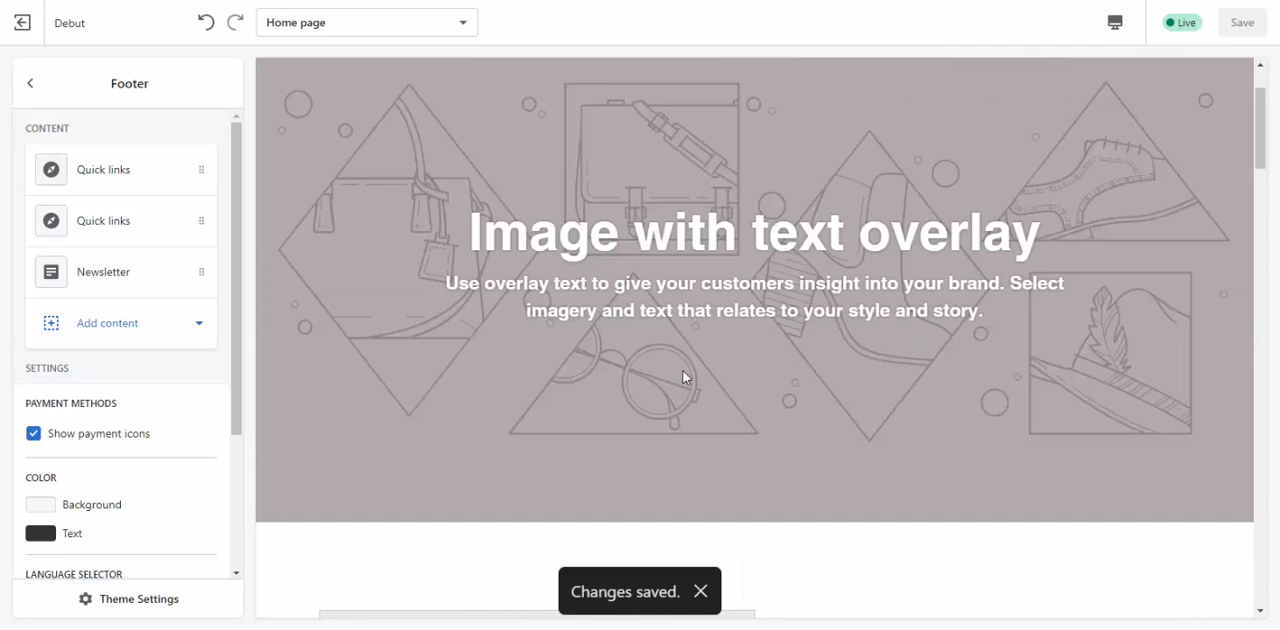 Debut
Home page
Live
Save
Footer
CONTENT
Quick links
Quick links
Newsletter
Add content
SETTINGS
PAYMENT METHODS
Show payment icons
COLOR
Background
Text
LANGUAGE SELECTOR
Theme Settings
Image with text overlay
Use overlay text to give your customers insight into your brand. Select
imagery and text that relates to your style and story.
Changes saved.